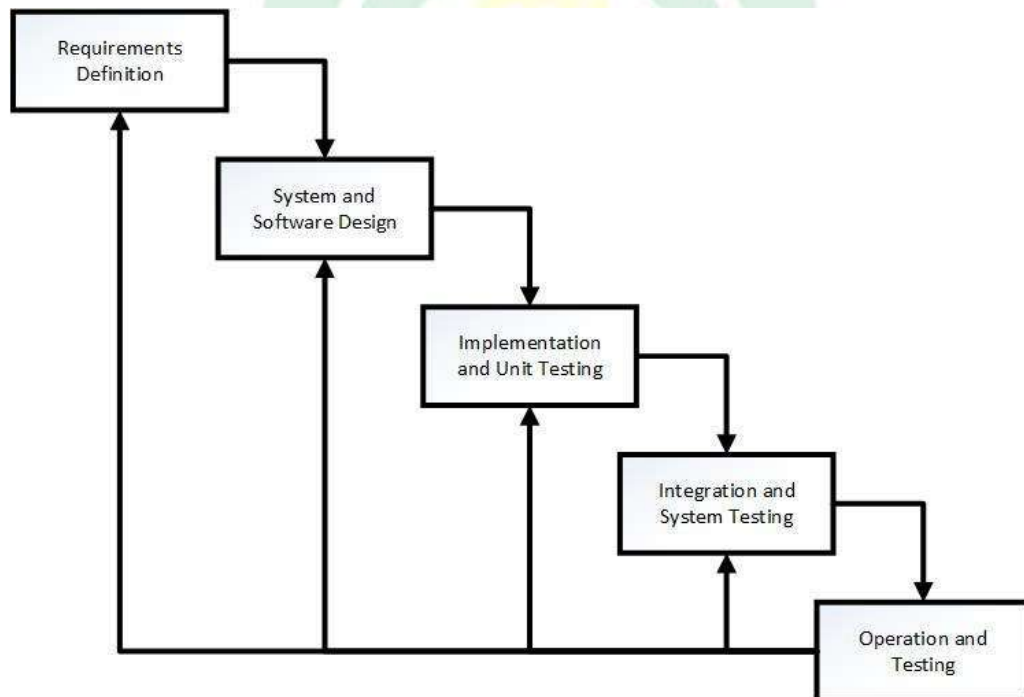 Requirements
Definition
System and
Software Design
Implementation
and Unit Testing
Integration and
System Testing
Operation and
Testing